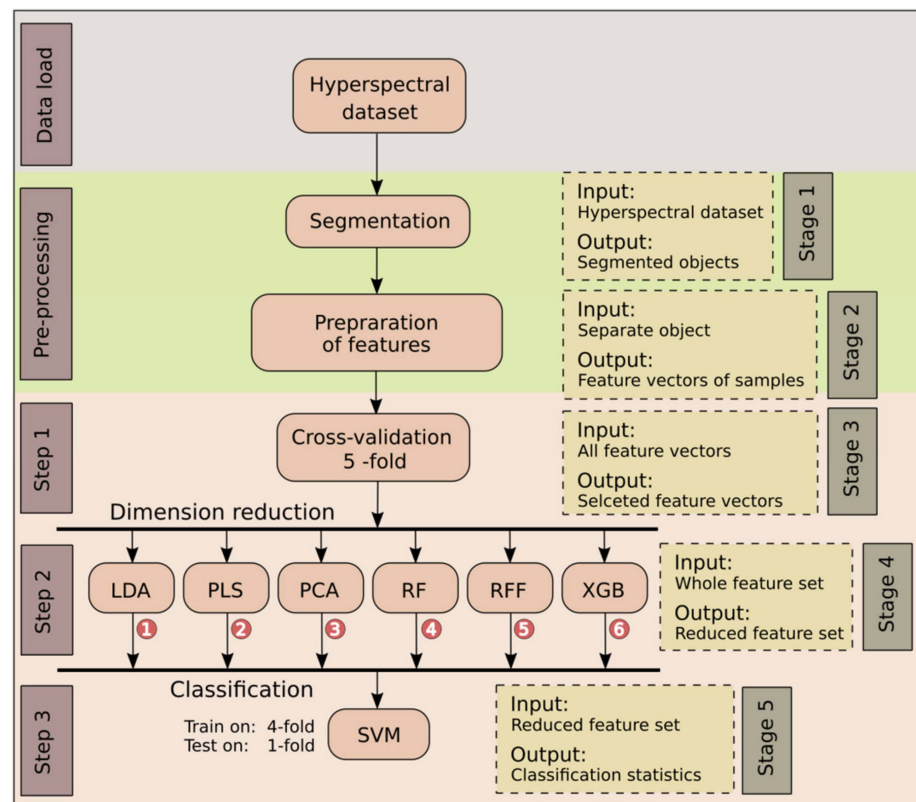 Data load
Hyperspectral
dataset
Pre-processing
Segmentation
Input:
Hyperspectral dataset
Output:
Segmented objects
Stage 1
Prepraration
of features
Input:
Separate object
Output:
Feature vectors of samples
Stage 2
Step 1
Cross-validation
5 -fold
Input:
All feature vectors
Output:
Selceted feature vectors
Stage 3
Dimension reduction
Step 2
LDA
PLS
PCA
RF
RFF
XGB
1
2
3
4
5
6
Input:
Whole feature set
Output:
Reduced feature set
Stage 4
Step 3
Classification
Train on: 4-fold
Test on: 1-fold
SVM
Input:
Reduced feature set
Output:
Classification statistics
Stage 5